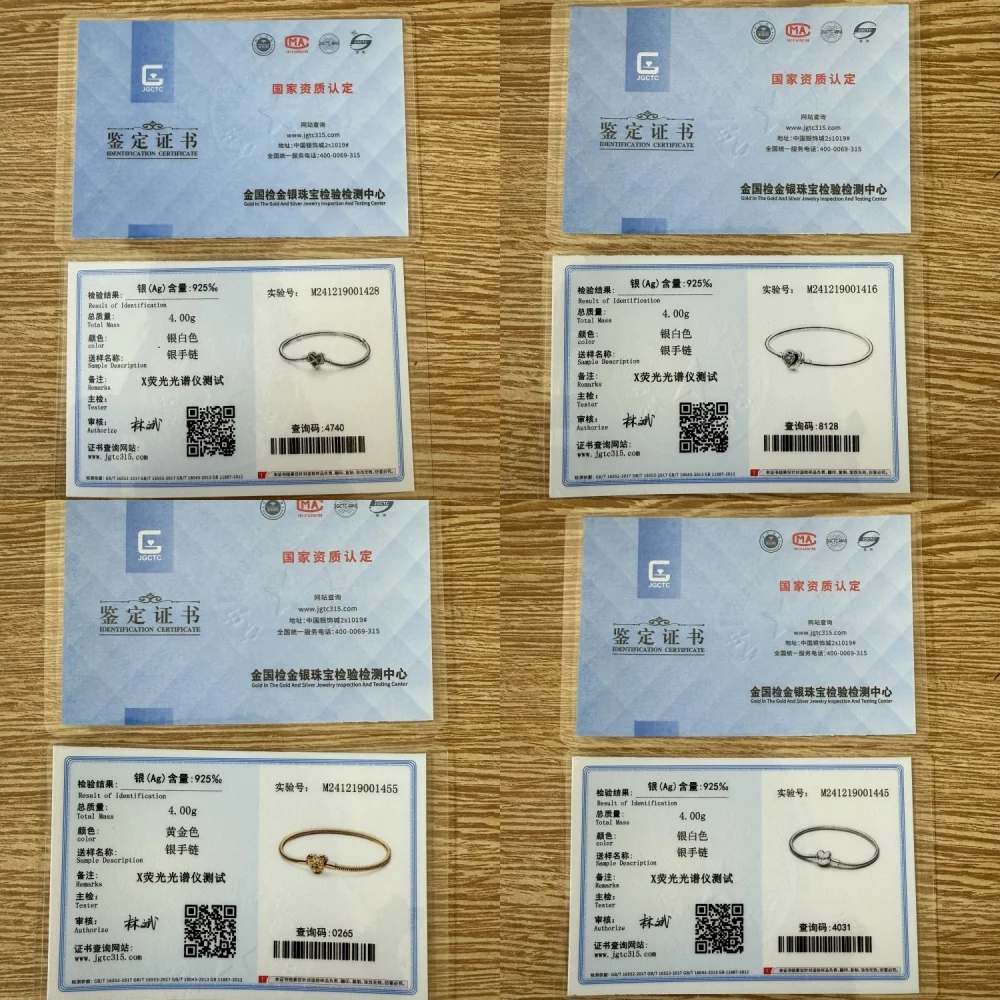 JGCTC
国家资质认定
鉴定证书
IDENTIFICATION CERTIFICATE
网站查询
www.jgtc315.com
地址:中国银饰城2s1019#
全国统一服务电话:400-0069-315
金国检金银珠宝检验检测中心
Gold In The Gold And Silver Jewelry Inspection And Testing Center
JGCTC
国家资质认定
鉴定证书
IDENTIFICATION CERTIFICATE
网站查询
www.jgtc315.com
地址:中国银饰城2s1019#
全国统一服务电话:400-0069-315
金国检金银珠宝检验检测中心
Gold In The Gold And Silver Jewelry Inspection And Testing Center
检验结果: 银(Ag)含量:925‰
Result of Identification
总质量: 4.00g
Total Mass
颜色: 银白色
color
送样名称: 银手链
Sample Description
备注: X荧光光谱仪测试
Remarks
主检:
Tester
审核: 林斌
Authorize
证书查询网站:
www.jgtc315.com
实验号: M241219001428
查询码:4740
检验结果: 银(Ag)含量:925‰
Result of Identification
总质量: 4.00g
Total Mass
颜色: 银白色
color
送样名称: 银手链
Sample Description
备注: X荧光光谱仪测试
Remarks
主检:
Tester
审核: 林斌
Authorize
证书查询网站:
www.jgtc315.com
实验号: M241219001416
查询码:8128
JGCTC
国家资质认定
鉴定证书
IDENTIFICATION CERTIFICATE
网站查询
www.jgtc315.com
地址:中国银饰城2s1019#
全国统一服务电话:400-0069-315
金国检金银珠宝检验检测中心
Gold In The Gold And Silver Jewelry Inspection And Testing Center
JGCTC
国家资质认定
鉴定证书
IDENTIFICATION CERTIFICATE
网站查询
www.jgtc315.com
地址:中国银饰城2s1019#
全国统一服务电话:400-0069-315
金国检金银珠宝检验检测中心
Gold In The Gold And Silver Jewelry Inspection And Testing Center
检验结果: 银(Ag)含量:925‰
Result of Identification
总质量: 4.00g
Total Mass
颜色: 黄金色
color
送样名称: 银手链
Sample Description
备注: X荧光光谱仪测试
Remarks
主检:
Tester
审核: 林斌
Authorize
证书查询网站:
www.jgtc315.com
实验号: M241219001455
查询码:0265
检验结果: 银(Ag)含量:925‰
Result of Identification
总质量: 4.00g
Total Mass
颜色: 银白色
color
送样名称: 银手链
Sample Description
备注: X荧光光谱仪测试
Remarks
主检:
Tester
审核: 林斌
Authorize
证书查询网站:
www.jgtc315.com
实验号: M241219001445
查询码:4031